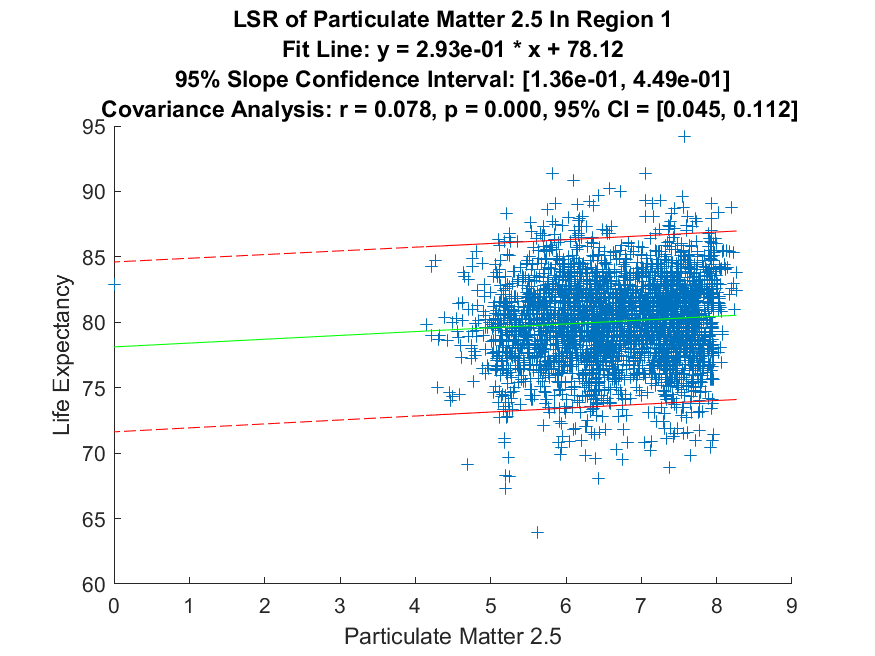 LSR of Particulate Matter 2.5 In Region 1
Fit Line: y = 2.93e-01 * x + 78.12
95% Slope Confidence Interval: [1.36e-01, 4.49e-01]
Covariance Analysis: r = 0.078, p = 0.000, 95% CI = [0.045, 0.112]
95
90
85
80
75
70
65
60
Life Expectancy
0 1 2 3 4 5 6 7 8 9
Particulate Matter 2.5